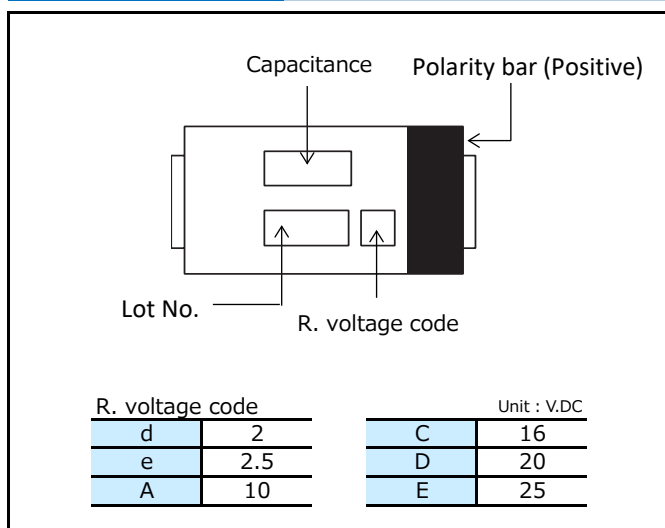 Capacitance Polarity bar (Positive)
Lot No.
R. voltage code
R. voltage code Unit : V.DC
d 2 C 16
e 2.5 D 20
A 10 E 25